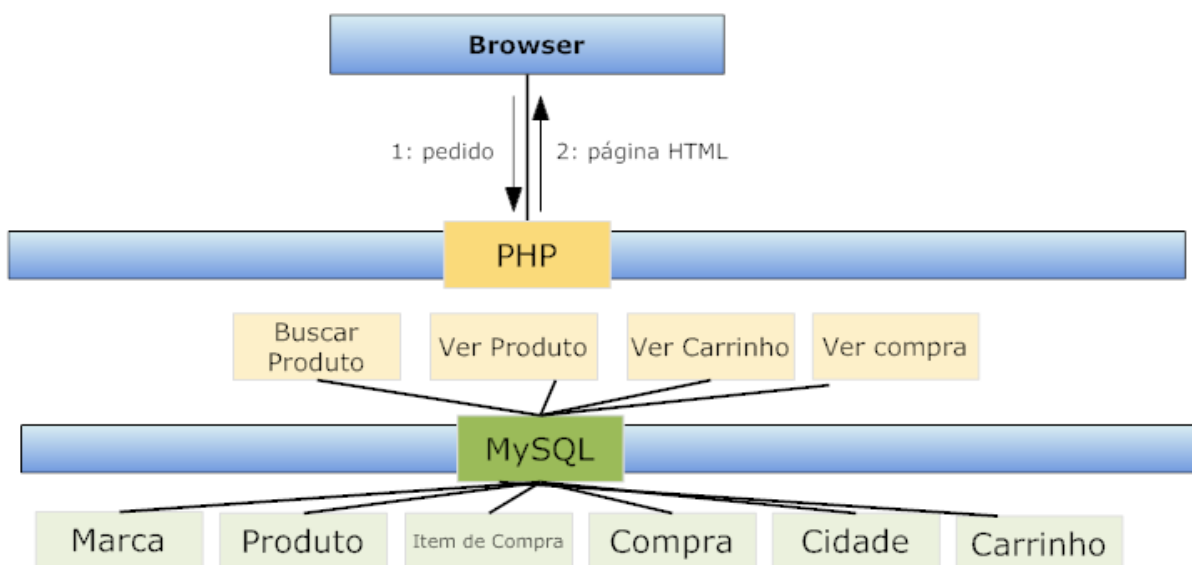 Browser
1: pedido
2: página HTML
PHP
Buscar
Produto
Ver Produto
Ver Carrinho
Ver compra
MySQL
Marca
Produto
Item de Compra
Compra
Cidade
Carrinho